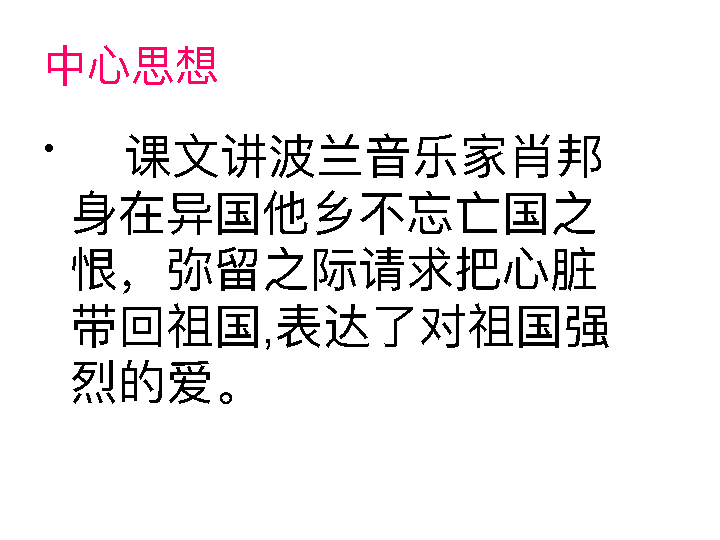 中心思想
• 课文讲波兰音乐家肖邦
身在异国他乡不忘亡国之
恨，弥留之际请求把心脏
带回祖国,表达了对祖国强
烈的爱。